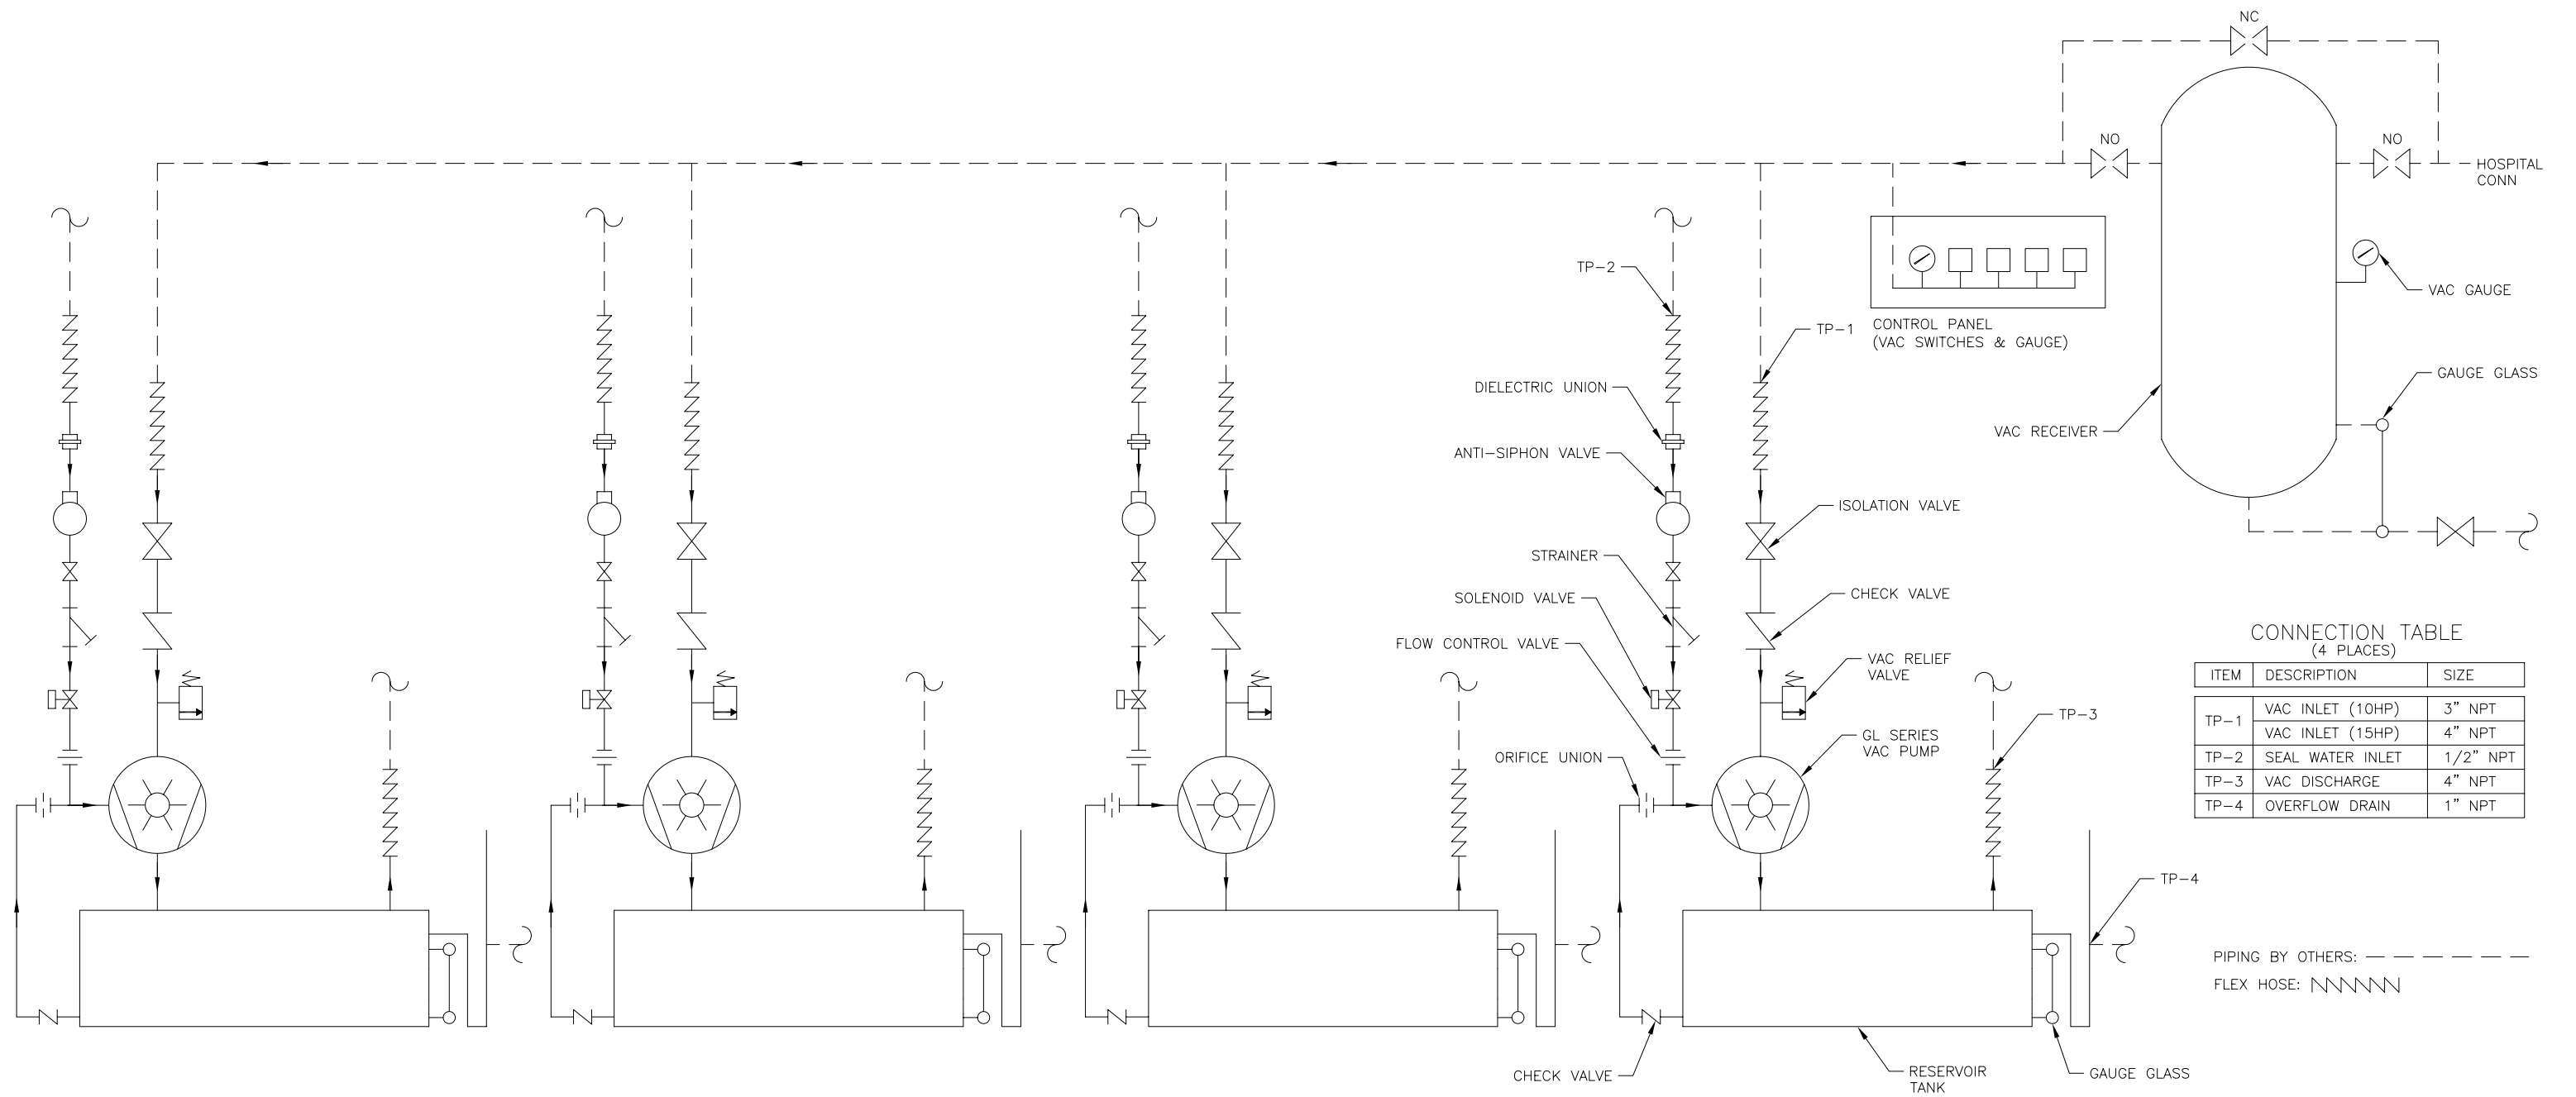 NC
NO
NO
HOSPITAL
CONN
TP-2
VAC GAUGE
TP-1
CONTROL PANEL
(VAC SWITCHES & GAUGE)
GAUGE GLASS
DIELECTRIC UNION
VAC RECEIVER
ANTI-SIPHON VALVE
ISOLATION VALVE
STRAINER
CHECK VALVE
SOLENOID VALVE
FLOW CONTROL VALVE
VAC RELIEF
VALVE
TP-3
GL SERIES
VAC PUMP
ORIFICE UNION
CONNECTION TABLE
(4 PLACES)
ITEM DESCRIPTION SIZE
TP-1 VAC INLET (10HP) 3" NPT
VAC INLET (15HP) 4" NPT
TP-2 SEAL WATER INLET 1/2" NPT
TP-3 VAC DISCHARGE 4" NPT
TP-4 OVERFLOW DRAIN 1" NPT
TP-4
PIPING BY OTHERS:
FLEX HOSE:
CHECK VALVE
RESERVOIR
TANK
GAUGE GLASS